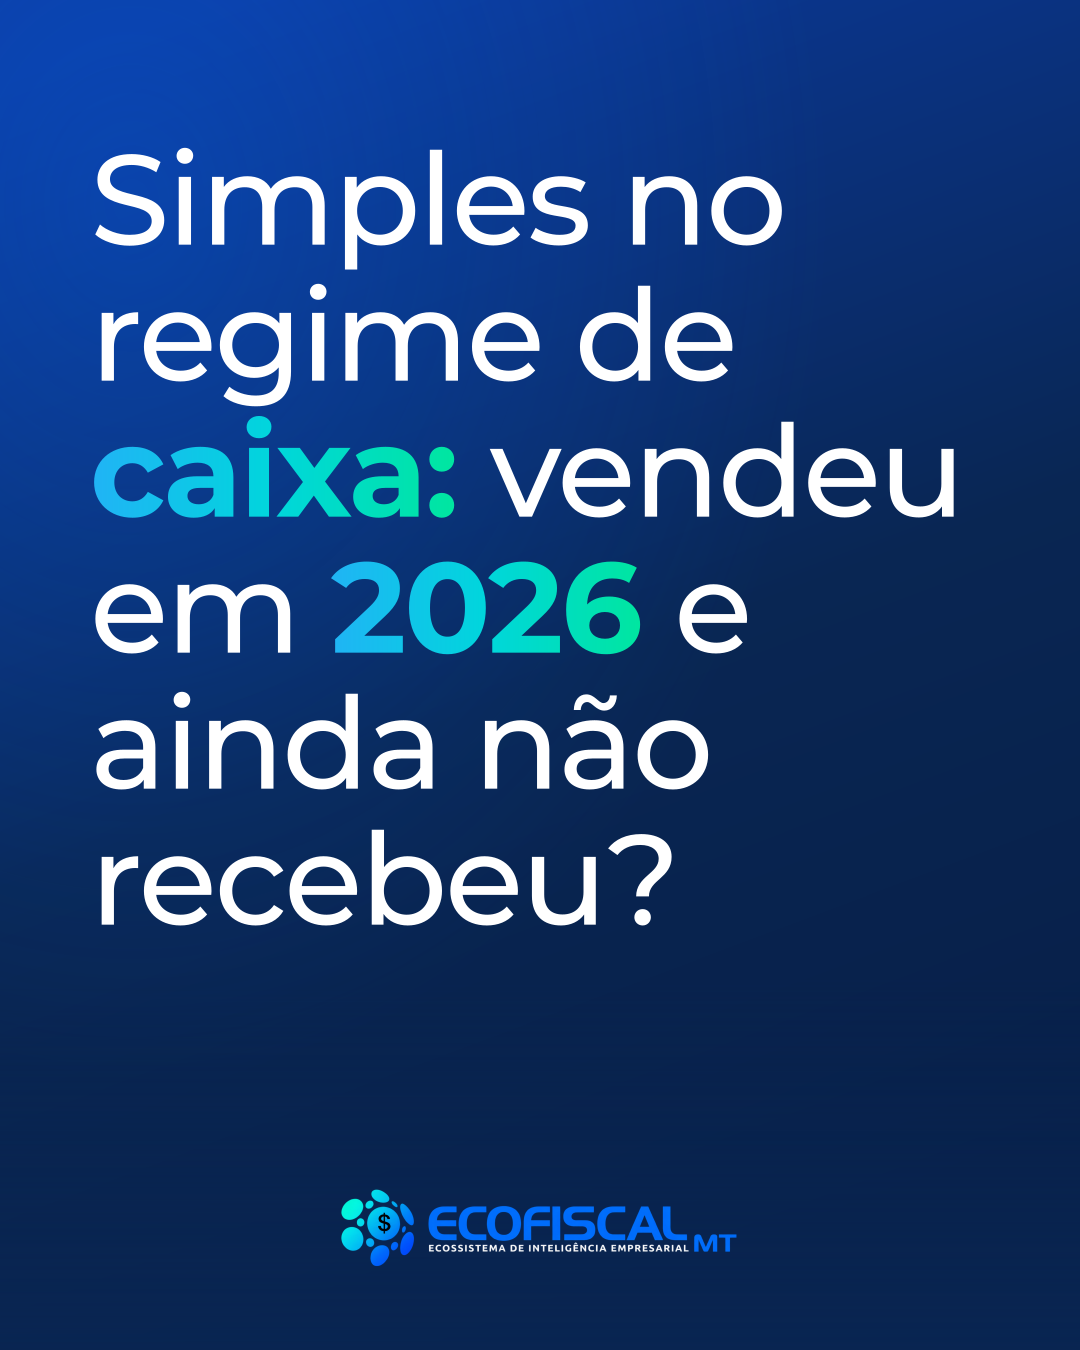 Simples no
regime de
caixa: vendeu
em 2026 e
ainda não
recebeu?
$
ECOFISCAL MT
ECOSSISTEMA DE INTELIGÊNCIA EMPRESARIAL